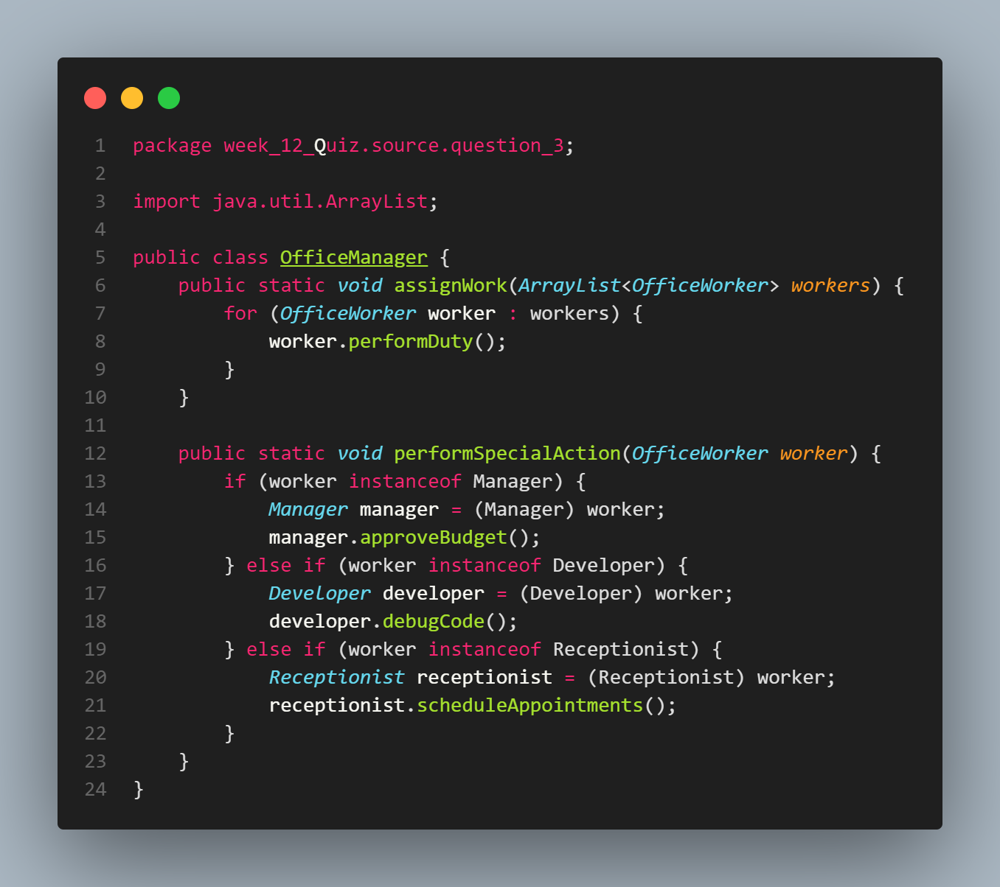 1 package week_12_Quiz.source.question_3;
2
3 import java.util.ArrayList;
4
5 public class OfficeManager {
6     public static void assignWork(ArrayList<OfficeWorker> workers) {
7         for (OfficeWorker worker : workers) {
8             worker.performDuty();
9         }
10     }
11
12     public static void performSpecialAction(OfficeWorker worker) {
13         if (worker instanceof Manager) {
14             Manager manager = (Manager) worker;
15             manager.approveBudget();
16         } else if (worker instanceof Developer) {
17             Developer developer = (Developer) worker;
18             developer.debugCode();
19         } else if (worker instanceof Receptionist) {
20             Receptionist receptionist = (Receptionist) worker;
21             receptionist.scheduleAppointments();
22         }
23     }
24 }